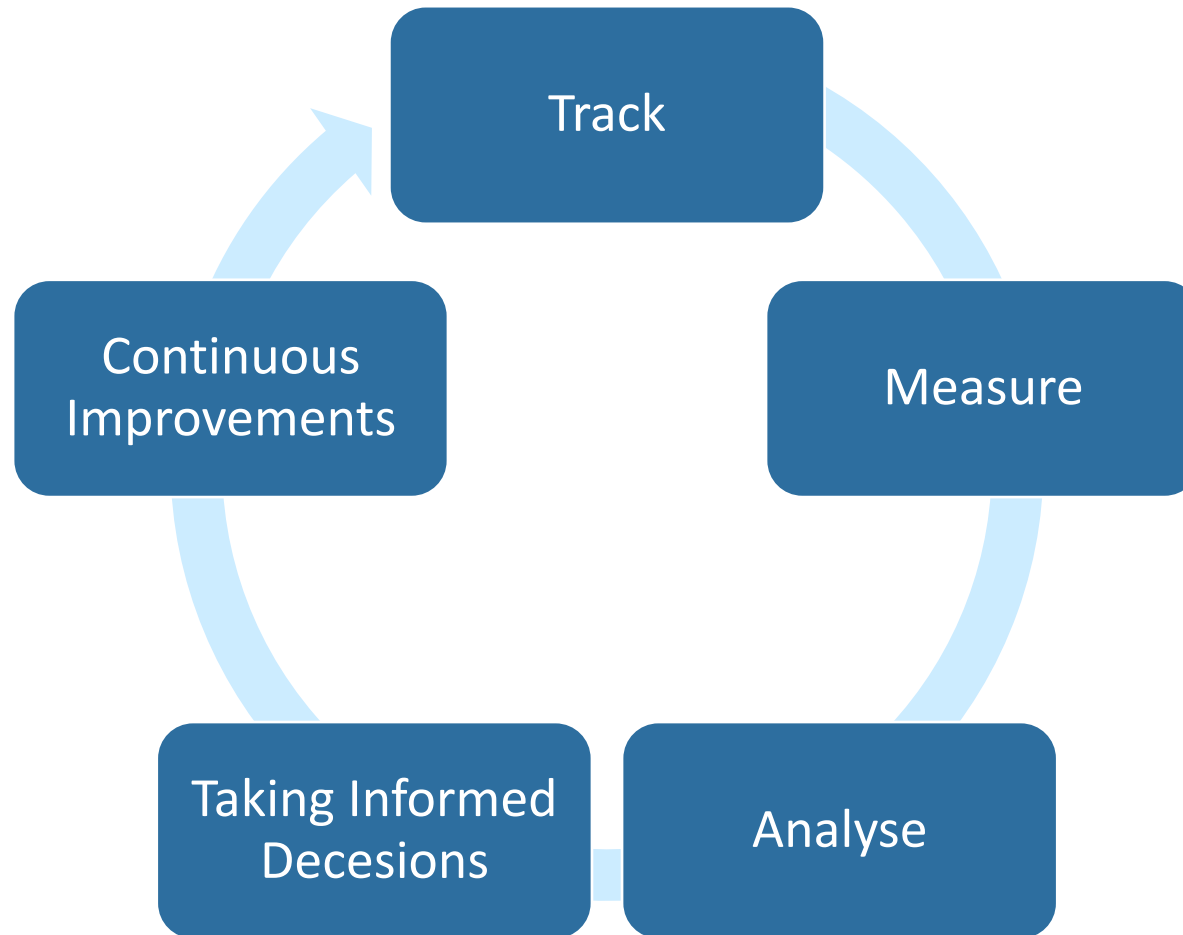 Track
Measure
Analyse
Taking Informed
Decesions
Continuous
Improvements